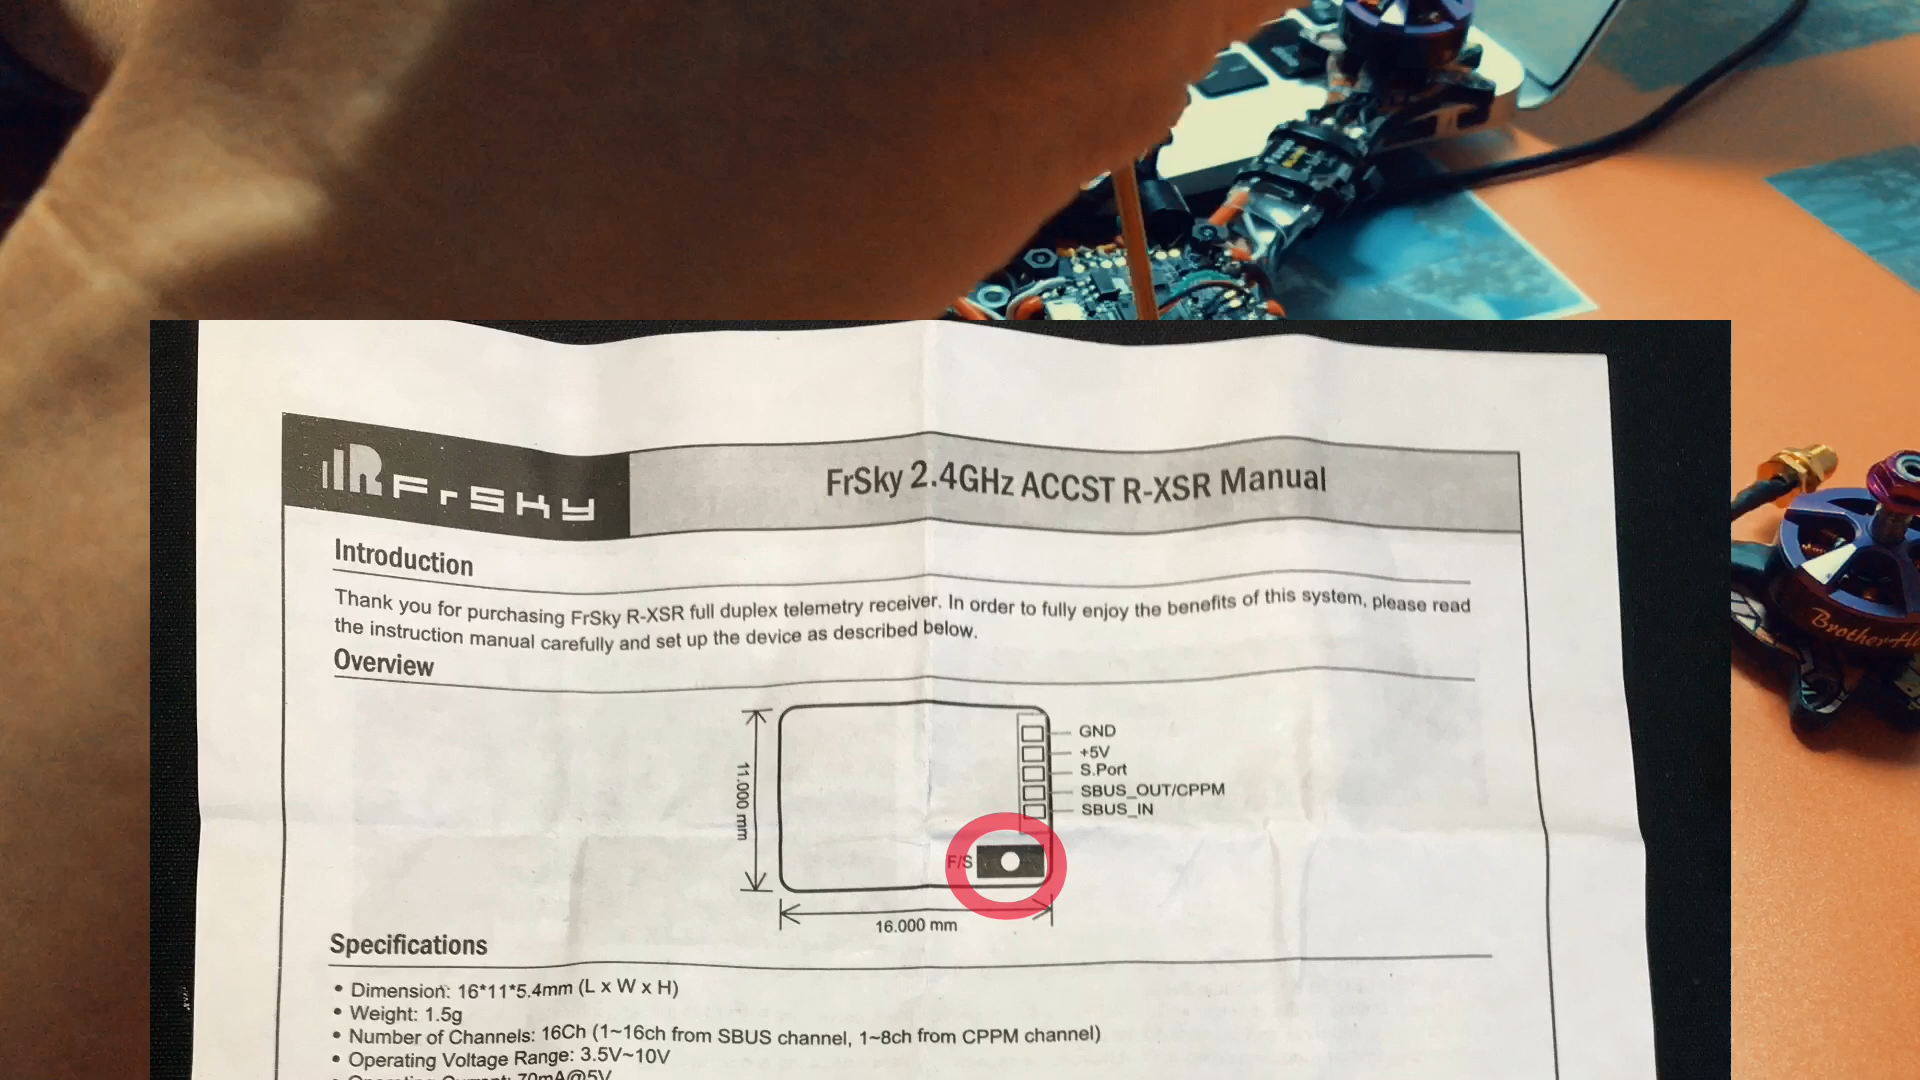 FrSky
FrSky 2.4GHz ACCST R-XSR Manual
Introduction
Thank you for purchasing FrSky R-XSR full duplex telemetry receiver. In order to fully enjoy the benefits of this system, please read
the instruction manual carefully and set up the device as described below.
Overview
GND
+5V
S.Port
SBUS_OUT/CPPM
SBUS_IN
11.000 mm
F/S
16.000 mm
Specifications
• Dimension: 16*11*5.4mm (L x W x H)
• Weight: 1.5g
• Number of Channels: 16Ch (1~16ch from SBUS channel, 1~8ch from CPPM channel)
• Operating Voltage Range: 3.5V~10V
• Operating Current: 70mA@5V